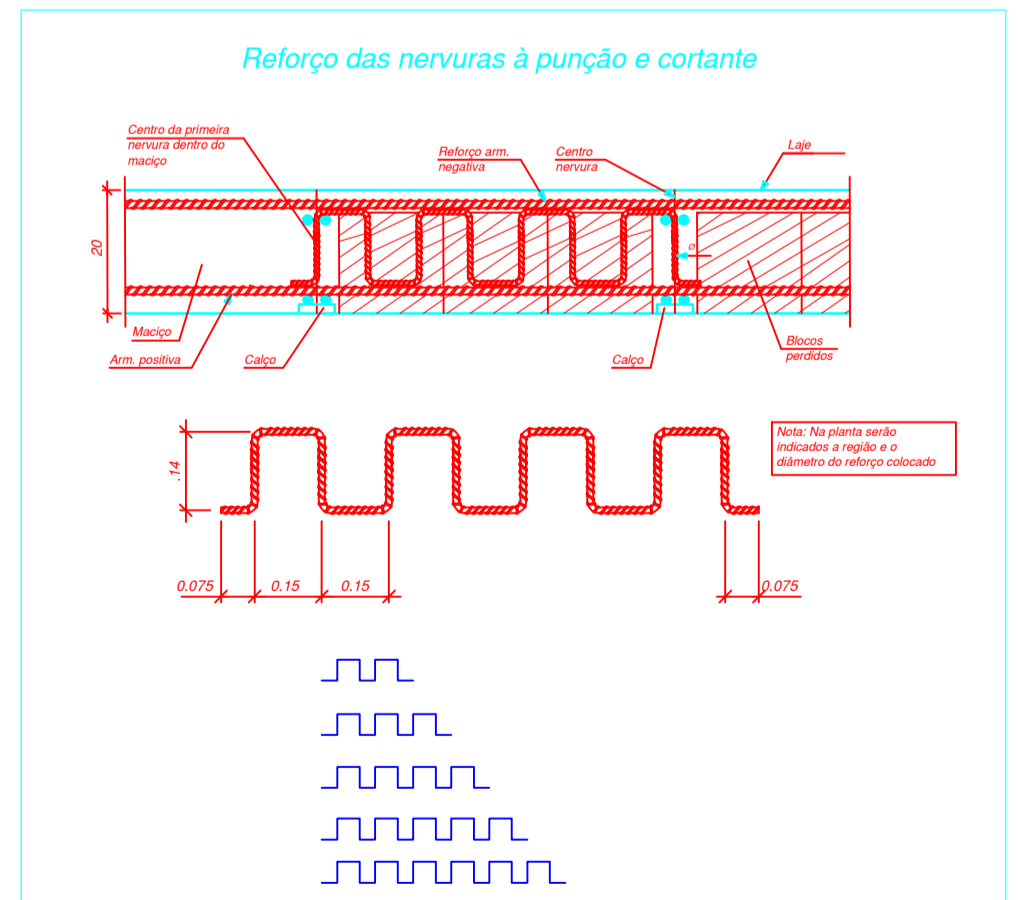 Reforço das nervuras à punção e cortante
Centro da primeira
nervura dentro do
maciço
Reforço arm.
negativa
Centro
nervura
Laje
20
ø
Maciço
Arm. positiva
Calço
Calço
Blocos
perdidos
.14
Nota: Na planta serão
indicados a região e o
diâmetro do reforço colocado
0.075
0.15
0.15
0.075